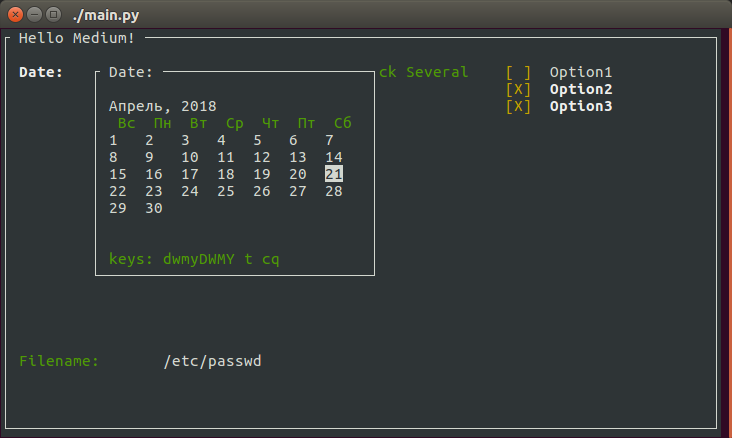 ./main.py
Hello Medium!
Date: Date: ck Several [ ] Option1
[X] Option2
Апрель, 2018 [X] Option3
Вс Пн Вт Ср Чт Пт Сб
1 2 3 4 5 6 7
8 9 10 11 12 13 14
15 16 17 18 19 20 21
22 23 24 25 26 27 28
29 30
keys: dwmyDWMY t cq
Filename: /etc/passwd